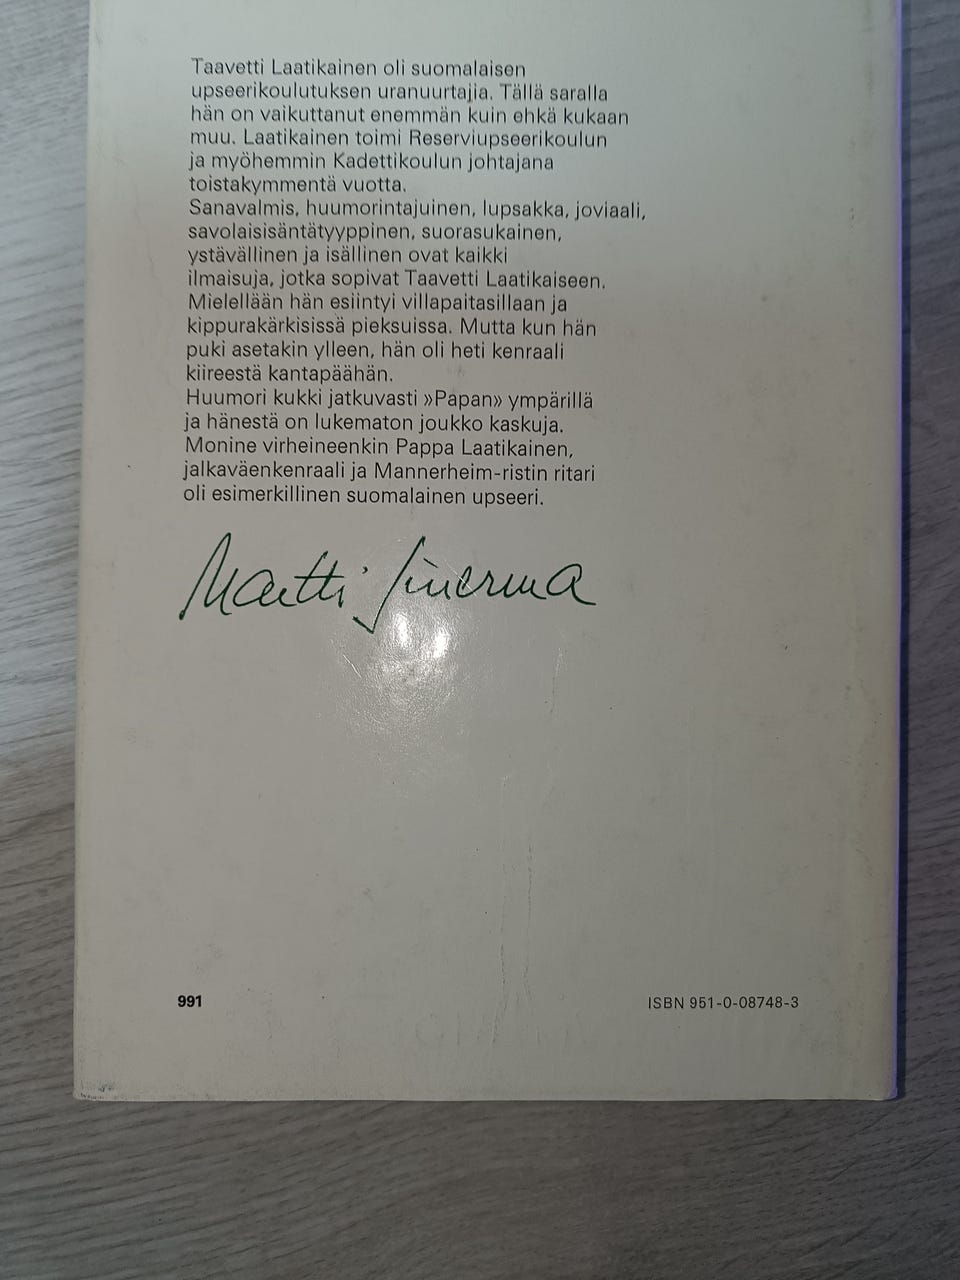 Taavetti Laatikainen oli suomalaisen
upseerikoulutuksen uranuurtajia. Tällä saralla
hän on vaikuttanut enemmän kuin ehkä kukaan
muu. Laatikainen toimi Reserviupseerikoulun
ja myöhemmin Kadettikoulun johtajana
toistakymmentä vuotta.
Sanavalmis, huumorintajuinen, lupsakka, joviaali,
savolaisisäntätyyppinen, suorasukainen,
ystävällinen ja isällinen ovat kaikki
ilmaisuja, jotka sopivat Taavetti Laatikaiseen.
Mielellään hän esiintyi villapaitasillaan ja
kippurakärkisissä pieksuissa. Mutta kun hän
puki asetakin ylleen, hän oli heti kenraali
kiireestä kantapäähän.
Huumori kukki jatkuvasti »Papan» ympärillä
ja hänestä on lukematon joukko kaskuja.
Monine virheineenkin Pappa Laatikainen,
jalkaväenkenraali ja Mannerheim-ristin ritari
oli esimerkillinen suomalainen upseeri.
Martti Sinerma
991
ISBN 951-0-08748-3